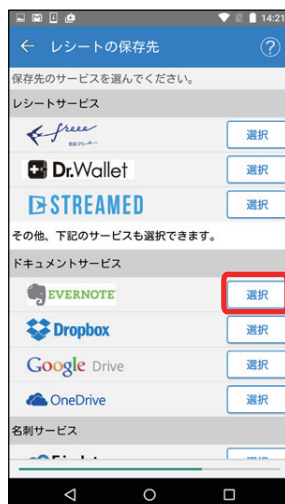 14:21
レシートの保存先
?
保存先のサービスを選んでください。
レシートサービス
freee 選択
Dr.Wallet 選択
STREAMED 選択
その他、下記のサービスも選択できます。
ドキュメントサービス
EVERNOTE 選択
Dropbox 選択
Google Drive 選択
OneDrive 選択
名刺サービス